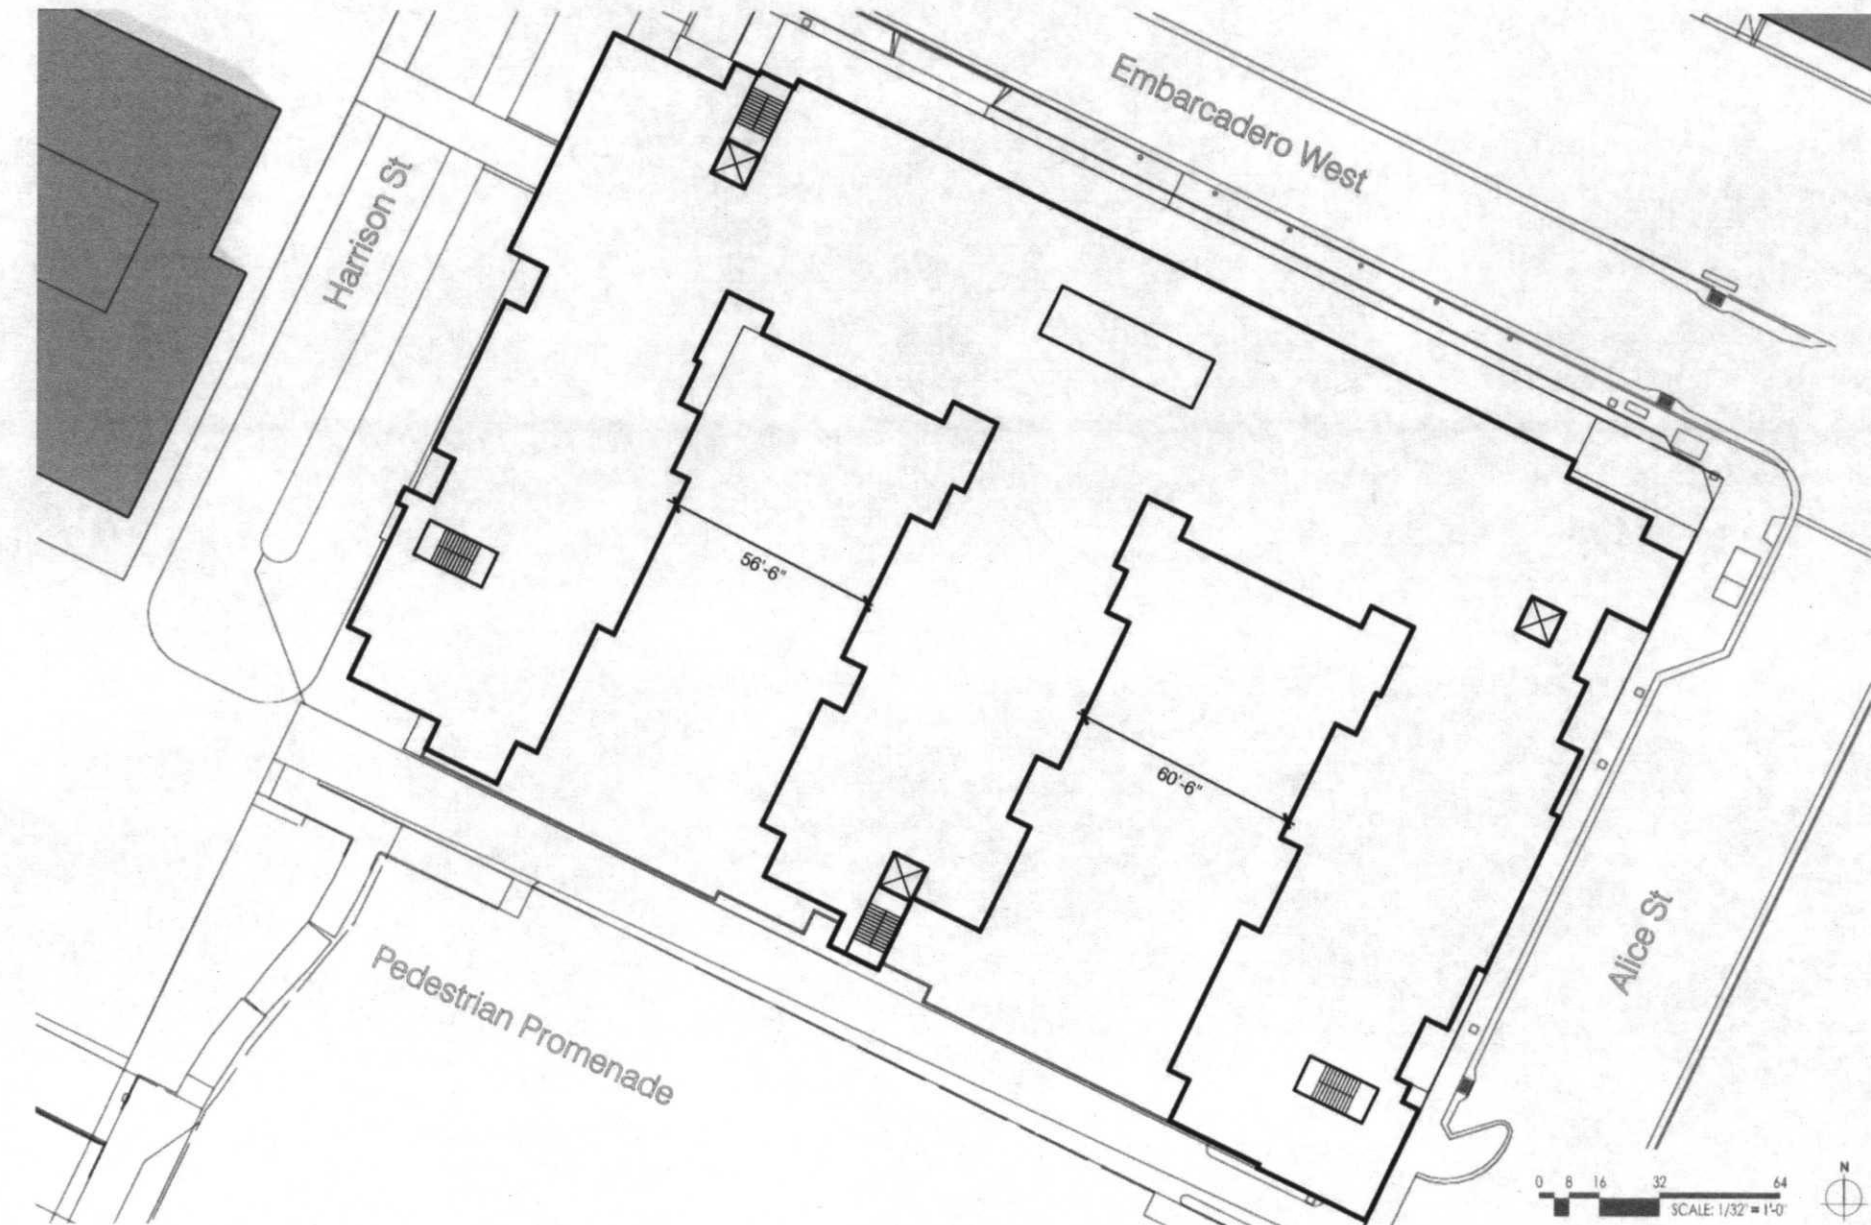 Embarcadero West
Harrison St
56'-6"
60'-6"
Alice St
Pedestrian Promenade
N
0 8 16 32 64
SCALE: 1/32" = 1'-0"